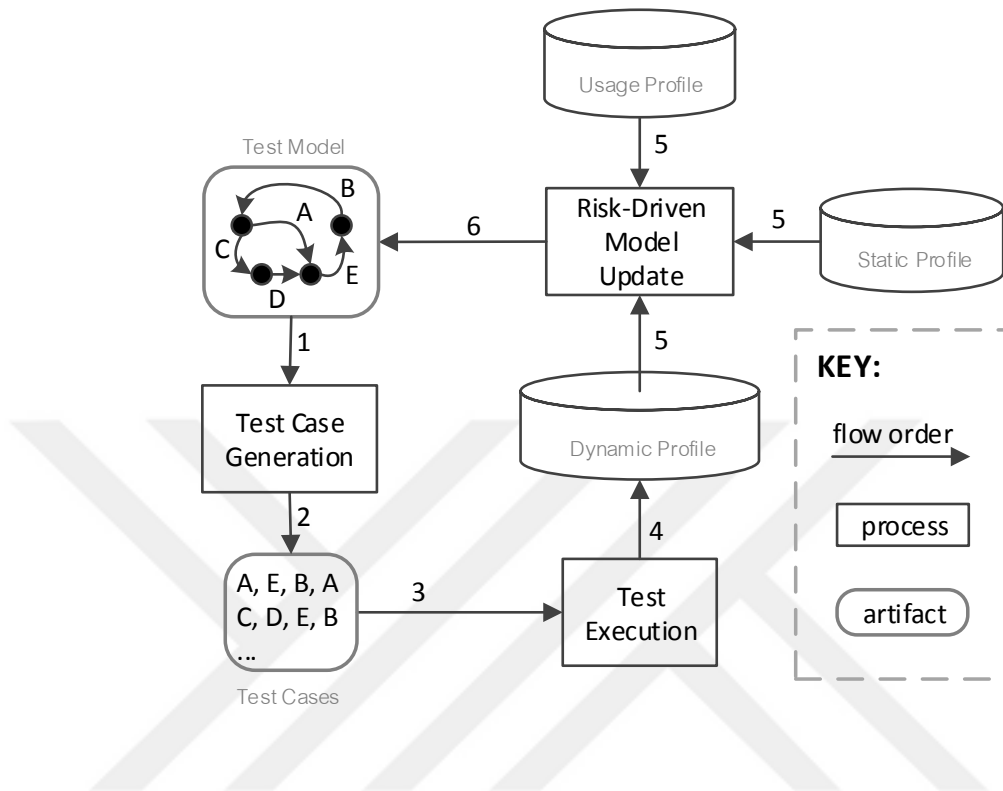 Usage Profile
Test Model
5
B
A
C
E
D
6
Risk-Driven
Model
Update
5
Static Profile
1
5
KEY:
Test Case
Generation
Dynamic Profile
flow order
2
4
process
A, E, B, A
C, D, E, B
...
3
Test
Execution
artifact
Test Cases